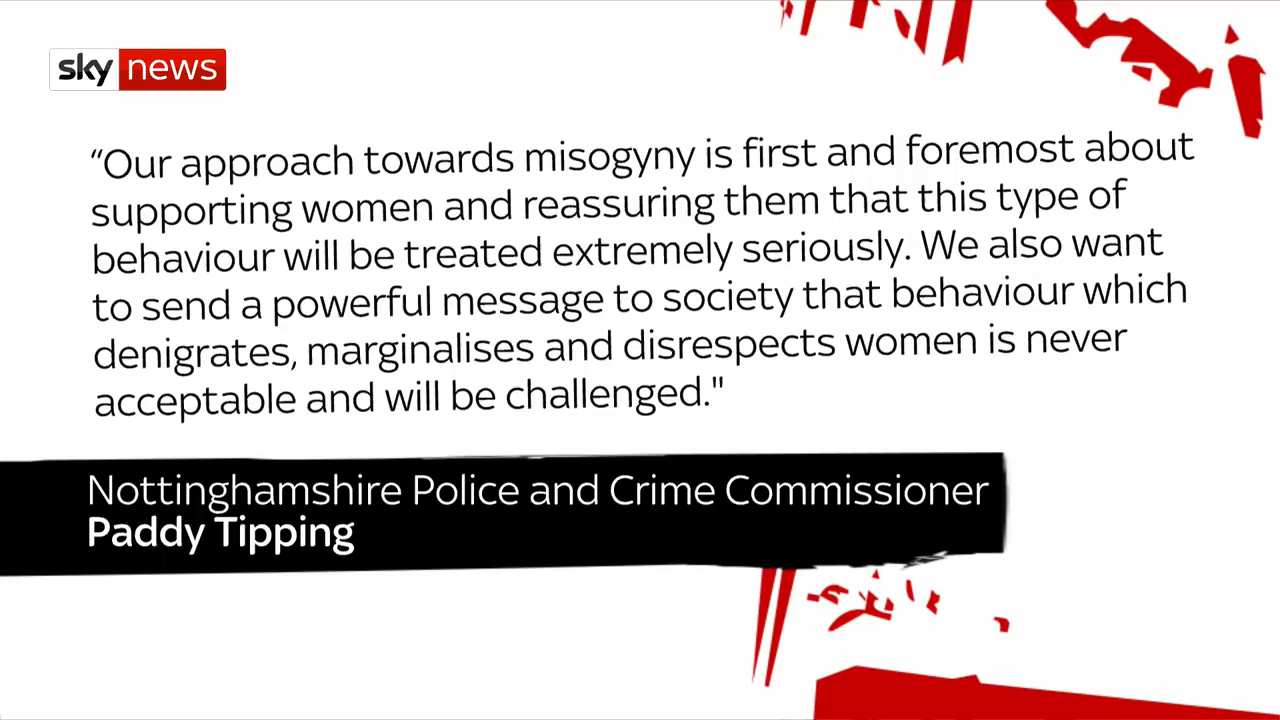 sky news
“Our approach towards misogyny is first and foremost about
supporting women and reassuring them that this type of
behaviour will be treated extremely seriously. We also want
to send a powerful message to society that behaviour which
denigrates, marginalises and disrespects women is never
acceptable and will be challenged."
Nottinghamshire Police and Crime Commissioner
Paddy Tipping